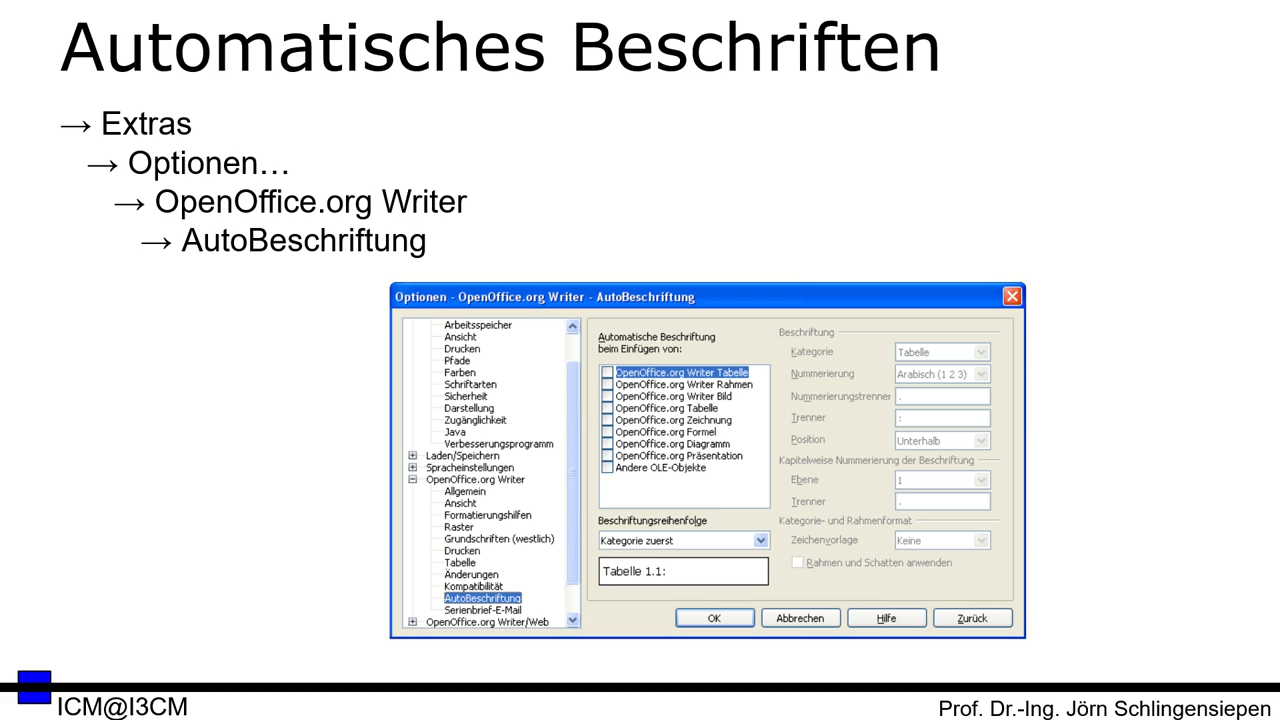 Automatisches Beschriften
→ Extras
→ Optionen…
→ OpenOffice.org Writer
→ AutoBeschriftung
Optionen - OpenOffice.org Writer - AutoBeschriftung
Arbeitsspeicher
Ansicht
Drucken
Pfade
Farben
Schriftarten
Sicherheit
Darstellung
Zugänglichkeit
Java
Verbesserungsprogramm
Laden/Speichern
Spracheinstellungen
OpenOffice.org Writer
Allgemein
Ansicht
Formatierungshilfen
Raster
Grundschriften (westlich)
Drucken
Tabelle
Änderungen
Kompatibilität
AutoBeschriftung
Serienbrief-E-Mail
OpenOffice.org Writer/Web
Automatische Beschriftung
beim Einfügen von:
OpenOffice.org Writer Tabelle
OpenOffice.org Writer Rahmen
OpenOffice.org Writer Bild
OpenOffice.org Tabelle
OpenOffice.org Zeichnung
OpenOffice.org Formel
OpenOffice.org Diagramm
OpenOffice.org Präsentation
Andere OLE-Objekte
Beschriftungsreihenfolge
Kategorie zuerst
Tabelle 1.1:
Beschriftung
Kategorie Tabelle
Nummerierung Arabisch (1 2 3)
Nummerierungstrenner .
Trenner :
Position Unterhalb
Kapitelweise Nummerierung der Beschriftung
Ebene 1
Trenner .
Kategorie- und Rahmenformat
Zeichenvorlage Keine
Rahmen und Schatten anwenden
OK Abbrechen Hilfe Zurück
ICM@I3CM
Prof. Dr.-Ing. Jörn Schlingensiepen